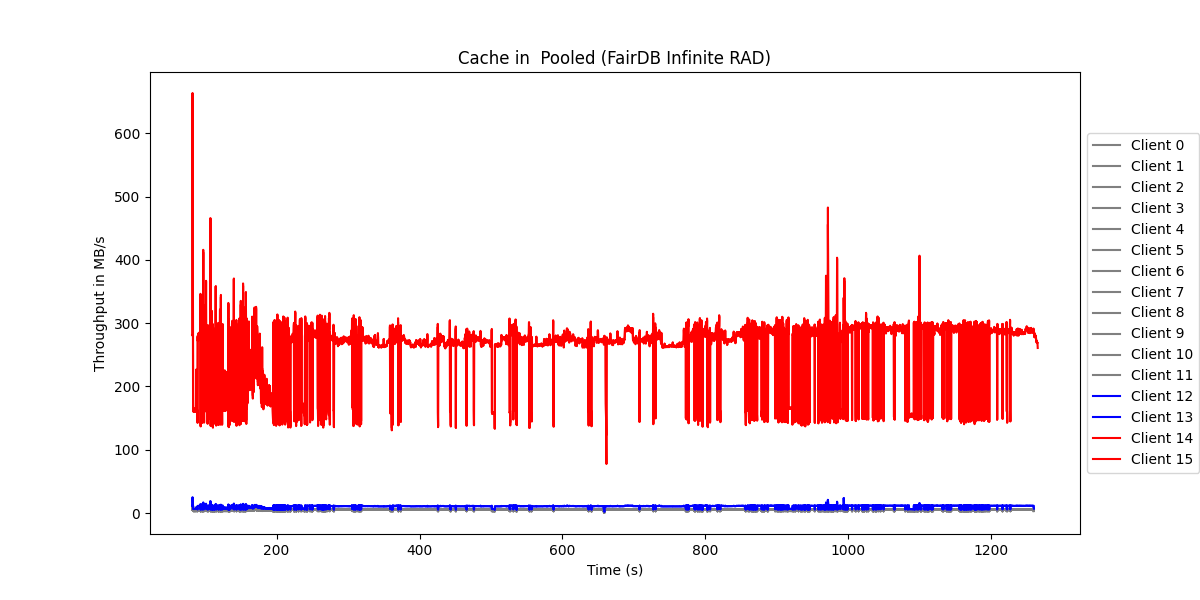 Cache in  Pooled (FairDB Infinite RAD)
Throughput in MB/s
600
500
400
300
200
100
0
200
400
600
800
1000
1200
Time (s)
Client 0
Client 1
Client 2
Client 3
Client 4
Client 5
Client 6
Client 7
Client 8
Client 9
Client 10
Client 11
Client 12
Client 13
Client 14
Client 15